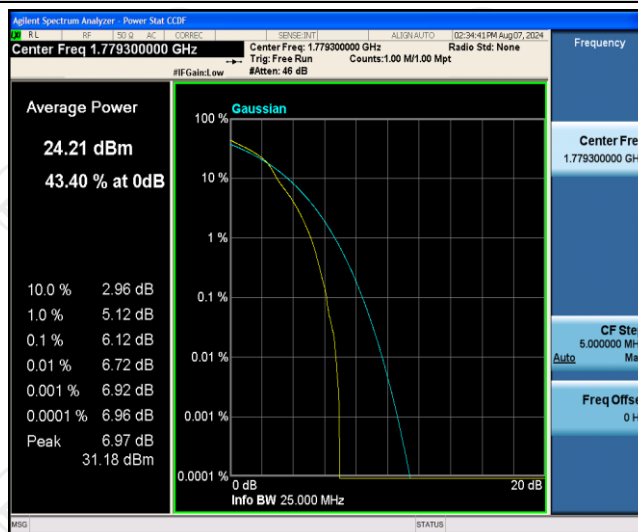 Agilent Spectrum Analyzer - Power Stat CCDF
RL RF 50 Ω AC CORREC SENSE:INT ALIGN AUTO 02:34:41 PM Aug 07, 2024
Center Freq 1.779300000 GHz
Center Freq: 1.779300000 GHz Radio Std: None
Trig: Free Run Counts:1.00 M/1.00 Mpt
#IFGain:Low #Atten: 46 dB
Frequency
Average Power
24.21 dBm
43.40 % at 0dB
10.0 % 2.96 dB
1.0 % 5.12 dB
0.1 % 6.12 dB
0.01 % 6.72 dB
0.001 % 6.92 dB
0.0001 % 6.96 dB
Peak 6.97 dB
31.18 dBm
Gaussian
100 %
10 %
1 %
0.1 %
0.01 %
0.001 %
0.0001 %
0 dB 20 dB
Info BW 25.000 MHz
Center Fre
1.779300000 GH
CF Ste
5.000000 MH
Auto Ma
Freq Offse
0 H
MSG STATUS